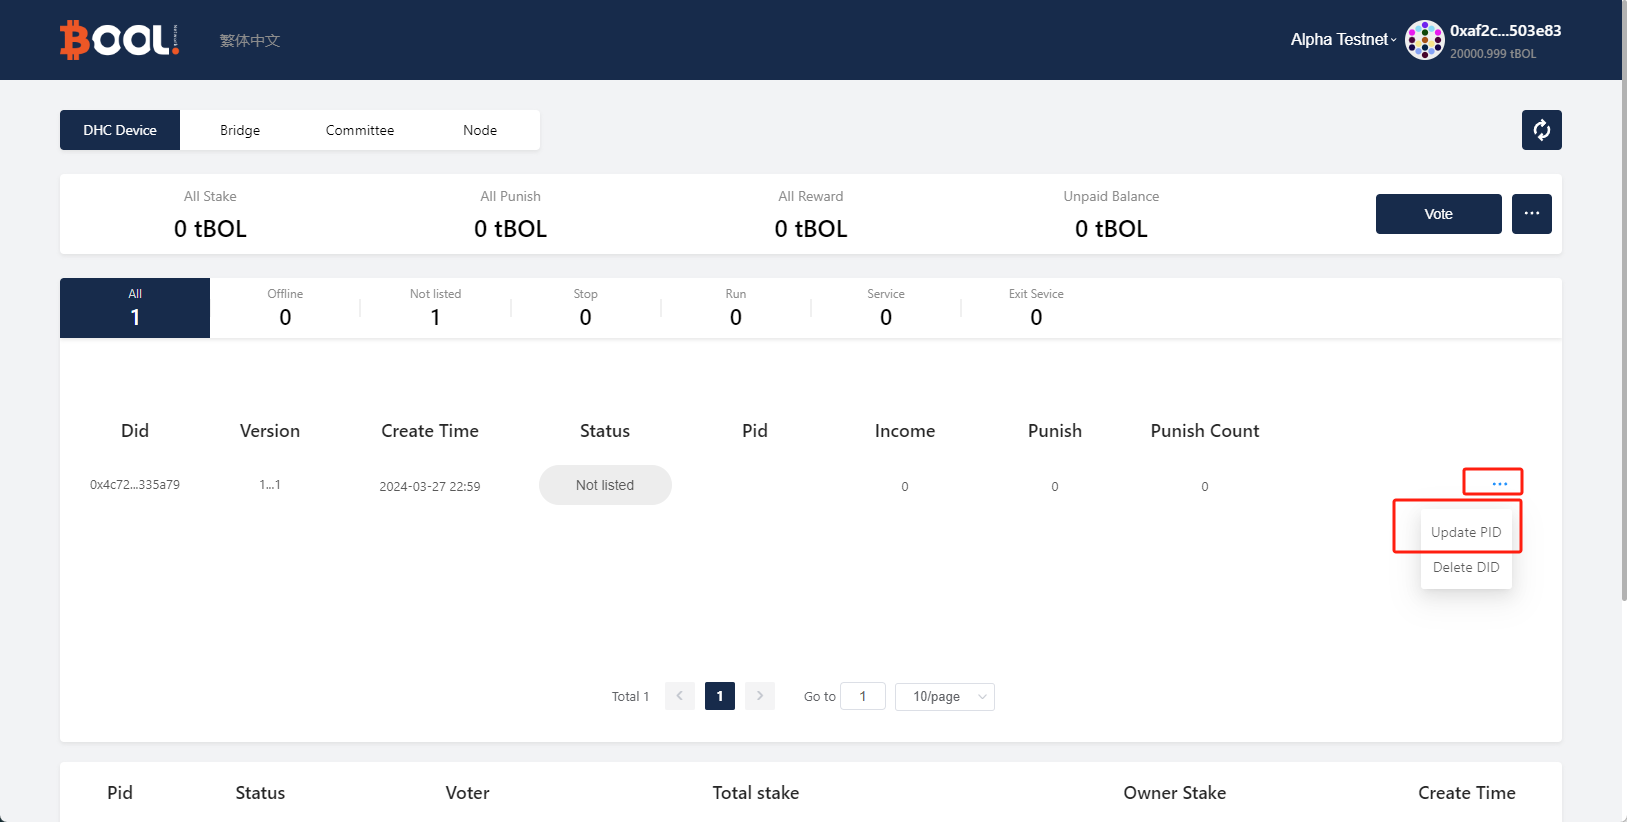 BOOL
繁体中文
Alpha Testnet
0xaf2c...503e83
20000.999 tBOL
DHC Device
Bridge
Committee
Node
All Stake
0 tBOL
All Punish
0 tBOL
All Reward
0 tBOL
Unpaid Balance
0 tBOL
Vote
...
All
1
Offline
0
Not listed
1
Stop
0
Run
0
Service
0
Exit Sevice
0
Did
Version
Create Time
Status
Pid
Income
Punish
Punish Count
0x4c72...335a79
1...1
2024-03-27 22:59
Not listed
0
0
0
...
Update PID
Delete DID
Total 1
<
1
>
Go to
1
10/page
Pid
Status
Voter
Total stake
Owner Stake
Create Time